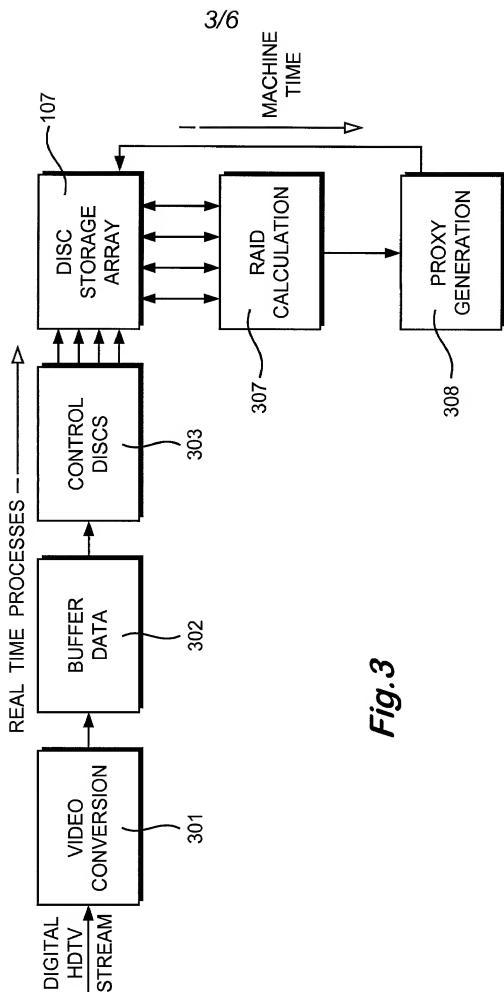 3/6
REAL TIME PROCESSES
DIGITAL
HDTV
STREAM
VIDEO
CONVERSION
301
BUFFER
DATA
302
CONTROL
DISCS
303
DISC
STORAGE
ARRAY
107
MACHINE
TIME
RAID
CALCULATION
307
PROXY
GENERATION
308
Fig.3